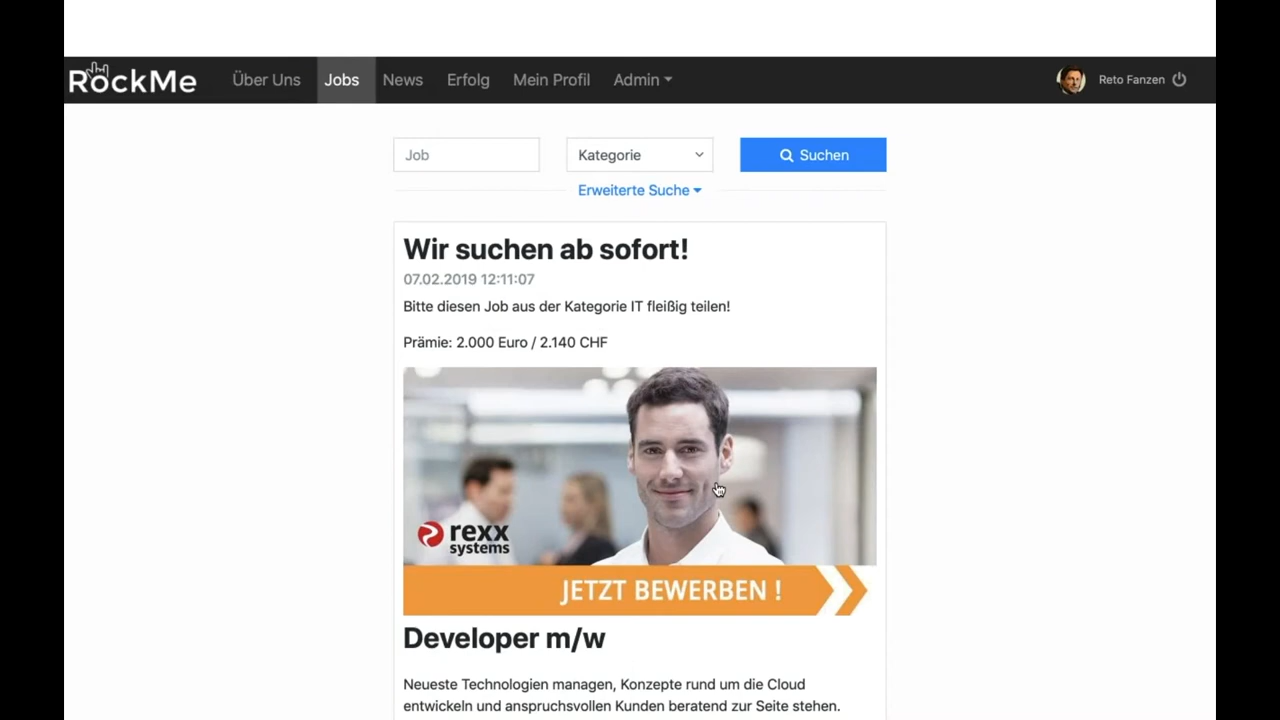 RockMe Über Uns Jobs News Erfolg Mein Profil Admin Reto Fanzen
Job Kategorie Suchen
Erweiterte Suche
Wir suchen ab sofort!
07.02.2019 12:11:07
Bitte diesen Job aus der Kategorie IT fleißig teilen!
Prämie: 2.000 Euro / 2.140 CHF
rexx
systems
JETZT BEWERBEN !
Developer m/w
Neueste Technologien managen, Konzepte rund um die Cloud
entwickeln und anspruchsvollen Kunden beratend zur Seite stehen.